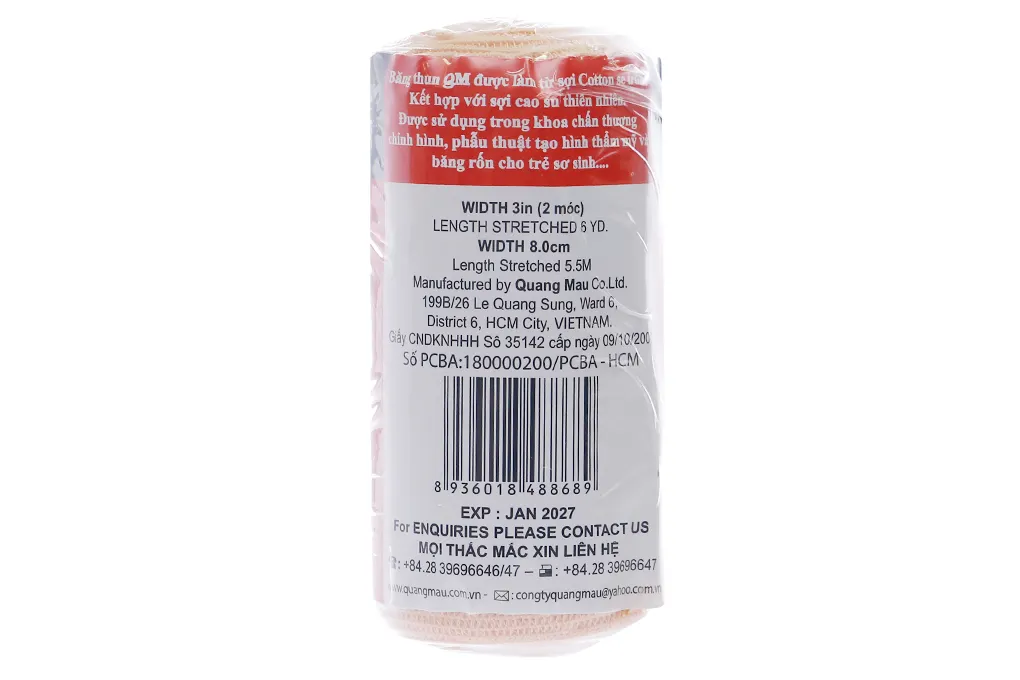 Băng thun QM được làm từ sợi Cotton se
Kết hợp với sợi cao su thiên nhiên.
Được sử dụng trong khoa chấn thương
chỉnh hình, phẫu thuật tạo hình thẩm mỹ và
băng rốn cho trẻ sơ sinh....
WIDTH 3in (2 móc)
LENGTH STRETCHED 6 YD.
WIDTH 8.0cm
Length Stretched 5.5M
Manufactured by Quang Mau Co.Ltd.
199B/26 Le Quang Sung, Ward 6,
District 6, HCM City, VIETNAM.
Giấy CNDKNHHH Số 35142 cấp ngày 09/10/200
Số PCBA:180000200/PCBA - HCM
8 936018 488689
EXP : JAN 2027
For ENQUIRIES PLEASE CONTACT US
MỌI THẮC MẮC XIN LIÊN HỆ
☎: +84.28 39696646/47 – 📠: +84.28 39696647
www.quangmau.com.vn - ✉: congtyquangmau@yahoo.com.vn